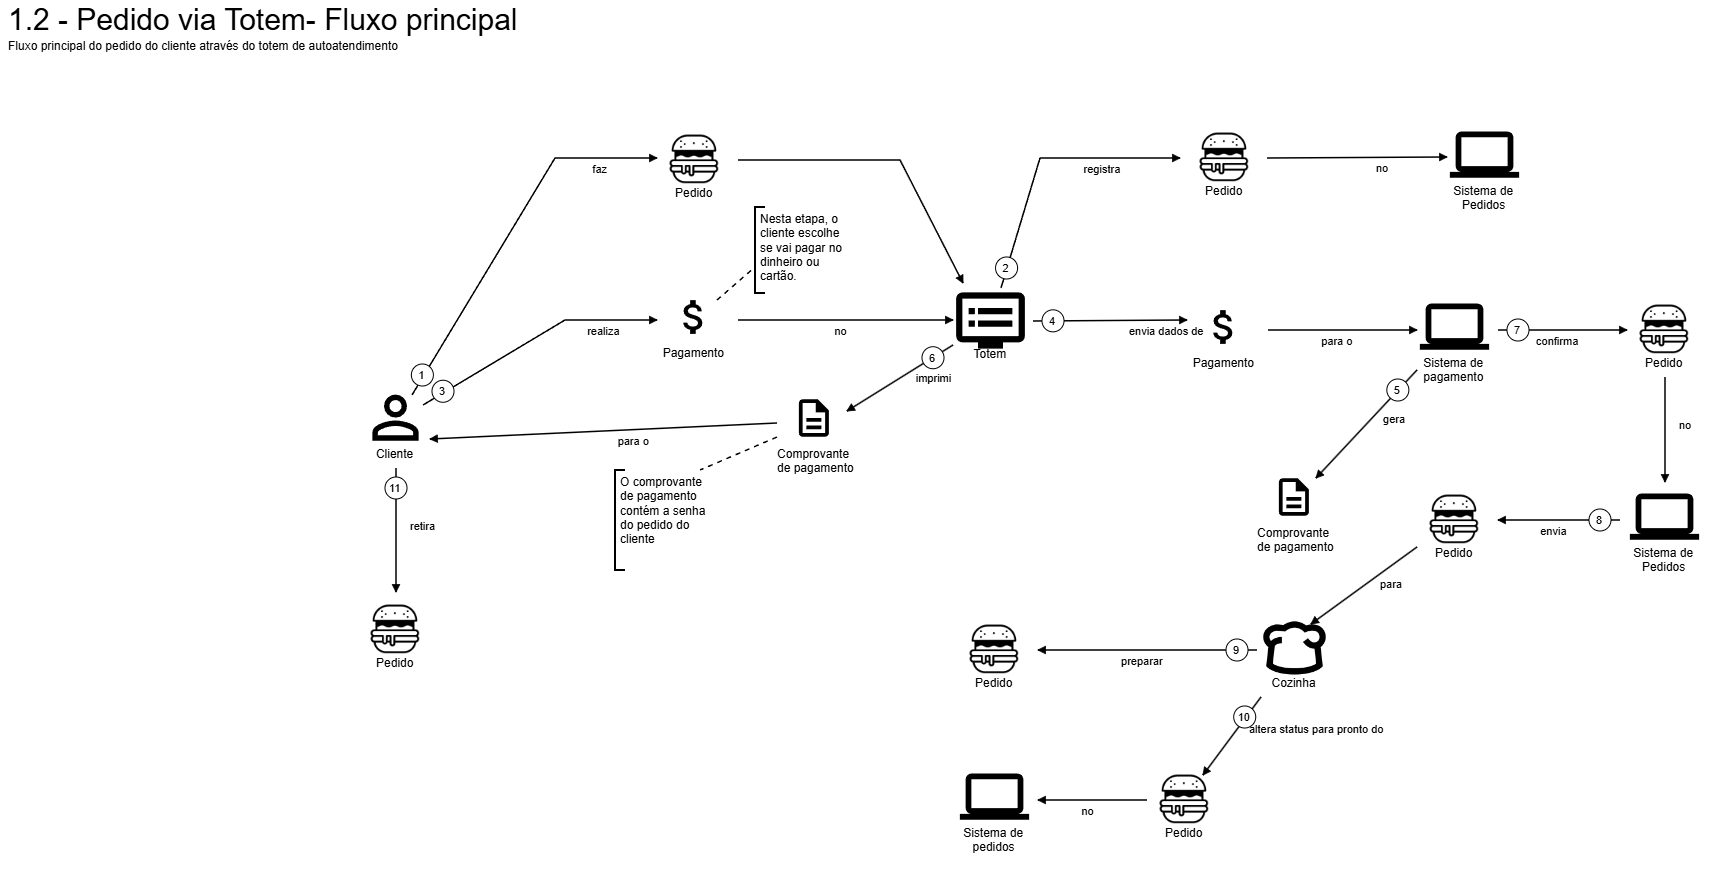 1.2 - Pedido via Totem- Fluxo principal
Fluxo principal do pedido do cliente através do totem de autoatendimento
faz
Pedido
registra
Pedido
no
Sistema de
Pedidos
Nesta etapa, o
cliente escolhe
se vai pagar no
dinheiro ou
cartão.
2
1
3
realiza
Pagamento
no
Totem
4
envia dados de
Pagamento
para o
Sistema de
pagamento
7
confirma
Pedido
6
imprimi
5
gera
no
Cliente
para o
Comprovante
de pagamento
O comprovante
de pagamento
contém a senha
do pedido do
cliente
11
retira
Pedido
Comprovante
de pagamento
Pedido
envia
8
Sistema de
Pedidos
para
Pedido
preparar
9
Cozinha
10
altera status para pronto do
Sistema de
pedidos
no
Pedido